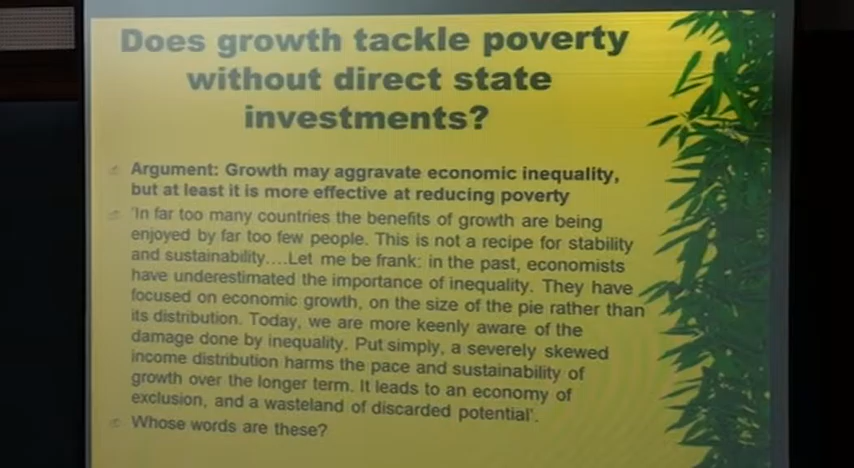 Does growth tackle poverty
without direct state
investments?
Argument: Growth may aggravate economic inequality,
but at least it is more effective at reducing poverty
'In far too many countries the benefits of growth are being
enjoyed by far too few people. This is not a recipe for stability
and sustainability....Let me be frank: in the past, economists
have underestimated the importance of inequality. They have
focused on economic growth, on the size of the pie rather than
its distribution. Today, we are more keenly aware of the
damage done by inequality. Put simply, a severely skewed
income distribution harms the pace and sustainability of
growth over the longer term. It leads to an economy of
exclusion, and a wasteland of discarded potential'.
Whose words are these?